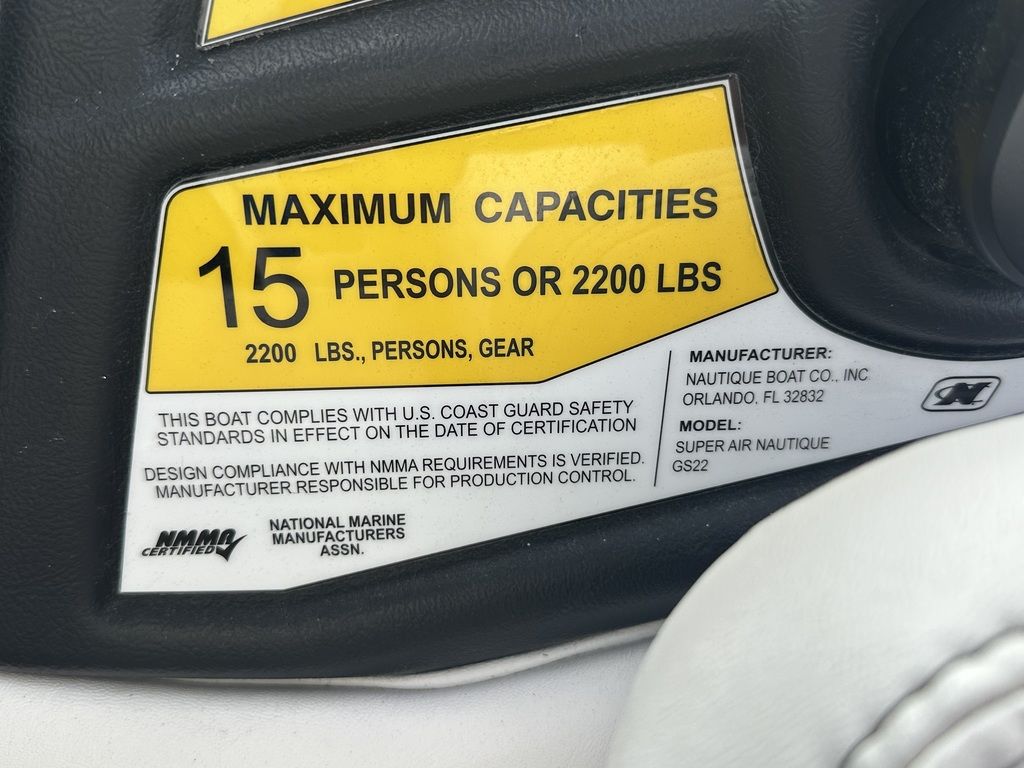 MAXIMUM CAPACITIES
15 PERSONS OR 2200 LBS
2200 LBS., PERSONS, GEAR
THIS BOAT COMPLIES WITH U.S. COAST GUARD SAFETY
STANDARDS IN EFFECT ON THE DATE OF CERTIFICATION
DESIGN COMPLIANCE WITH NMMA REQUIREMENTS IS VERIFIED.
MANUFACTURER RESPONSIBLE FOR PRODUCTION CONTROL.
NMMA
CERTIFIED
NATIONAL MARINE
MANUFACTURERS
ASSN.
MANUFACTURER:
NAUTIQUE BOAT CO., INC
ORLANDO, FL 32832
MODEL:
SUPER AIR NAUTIQUE
GS22
N